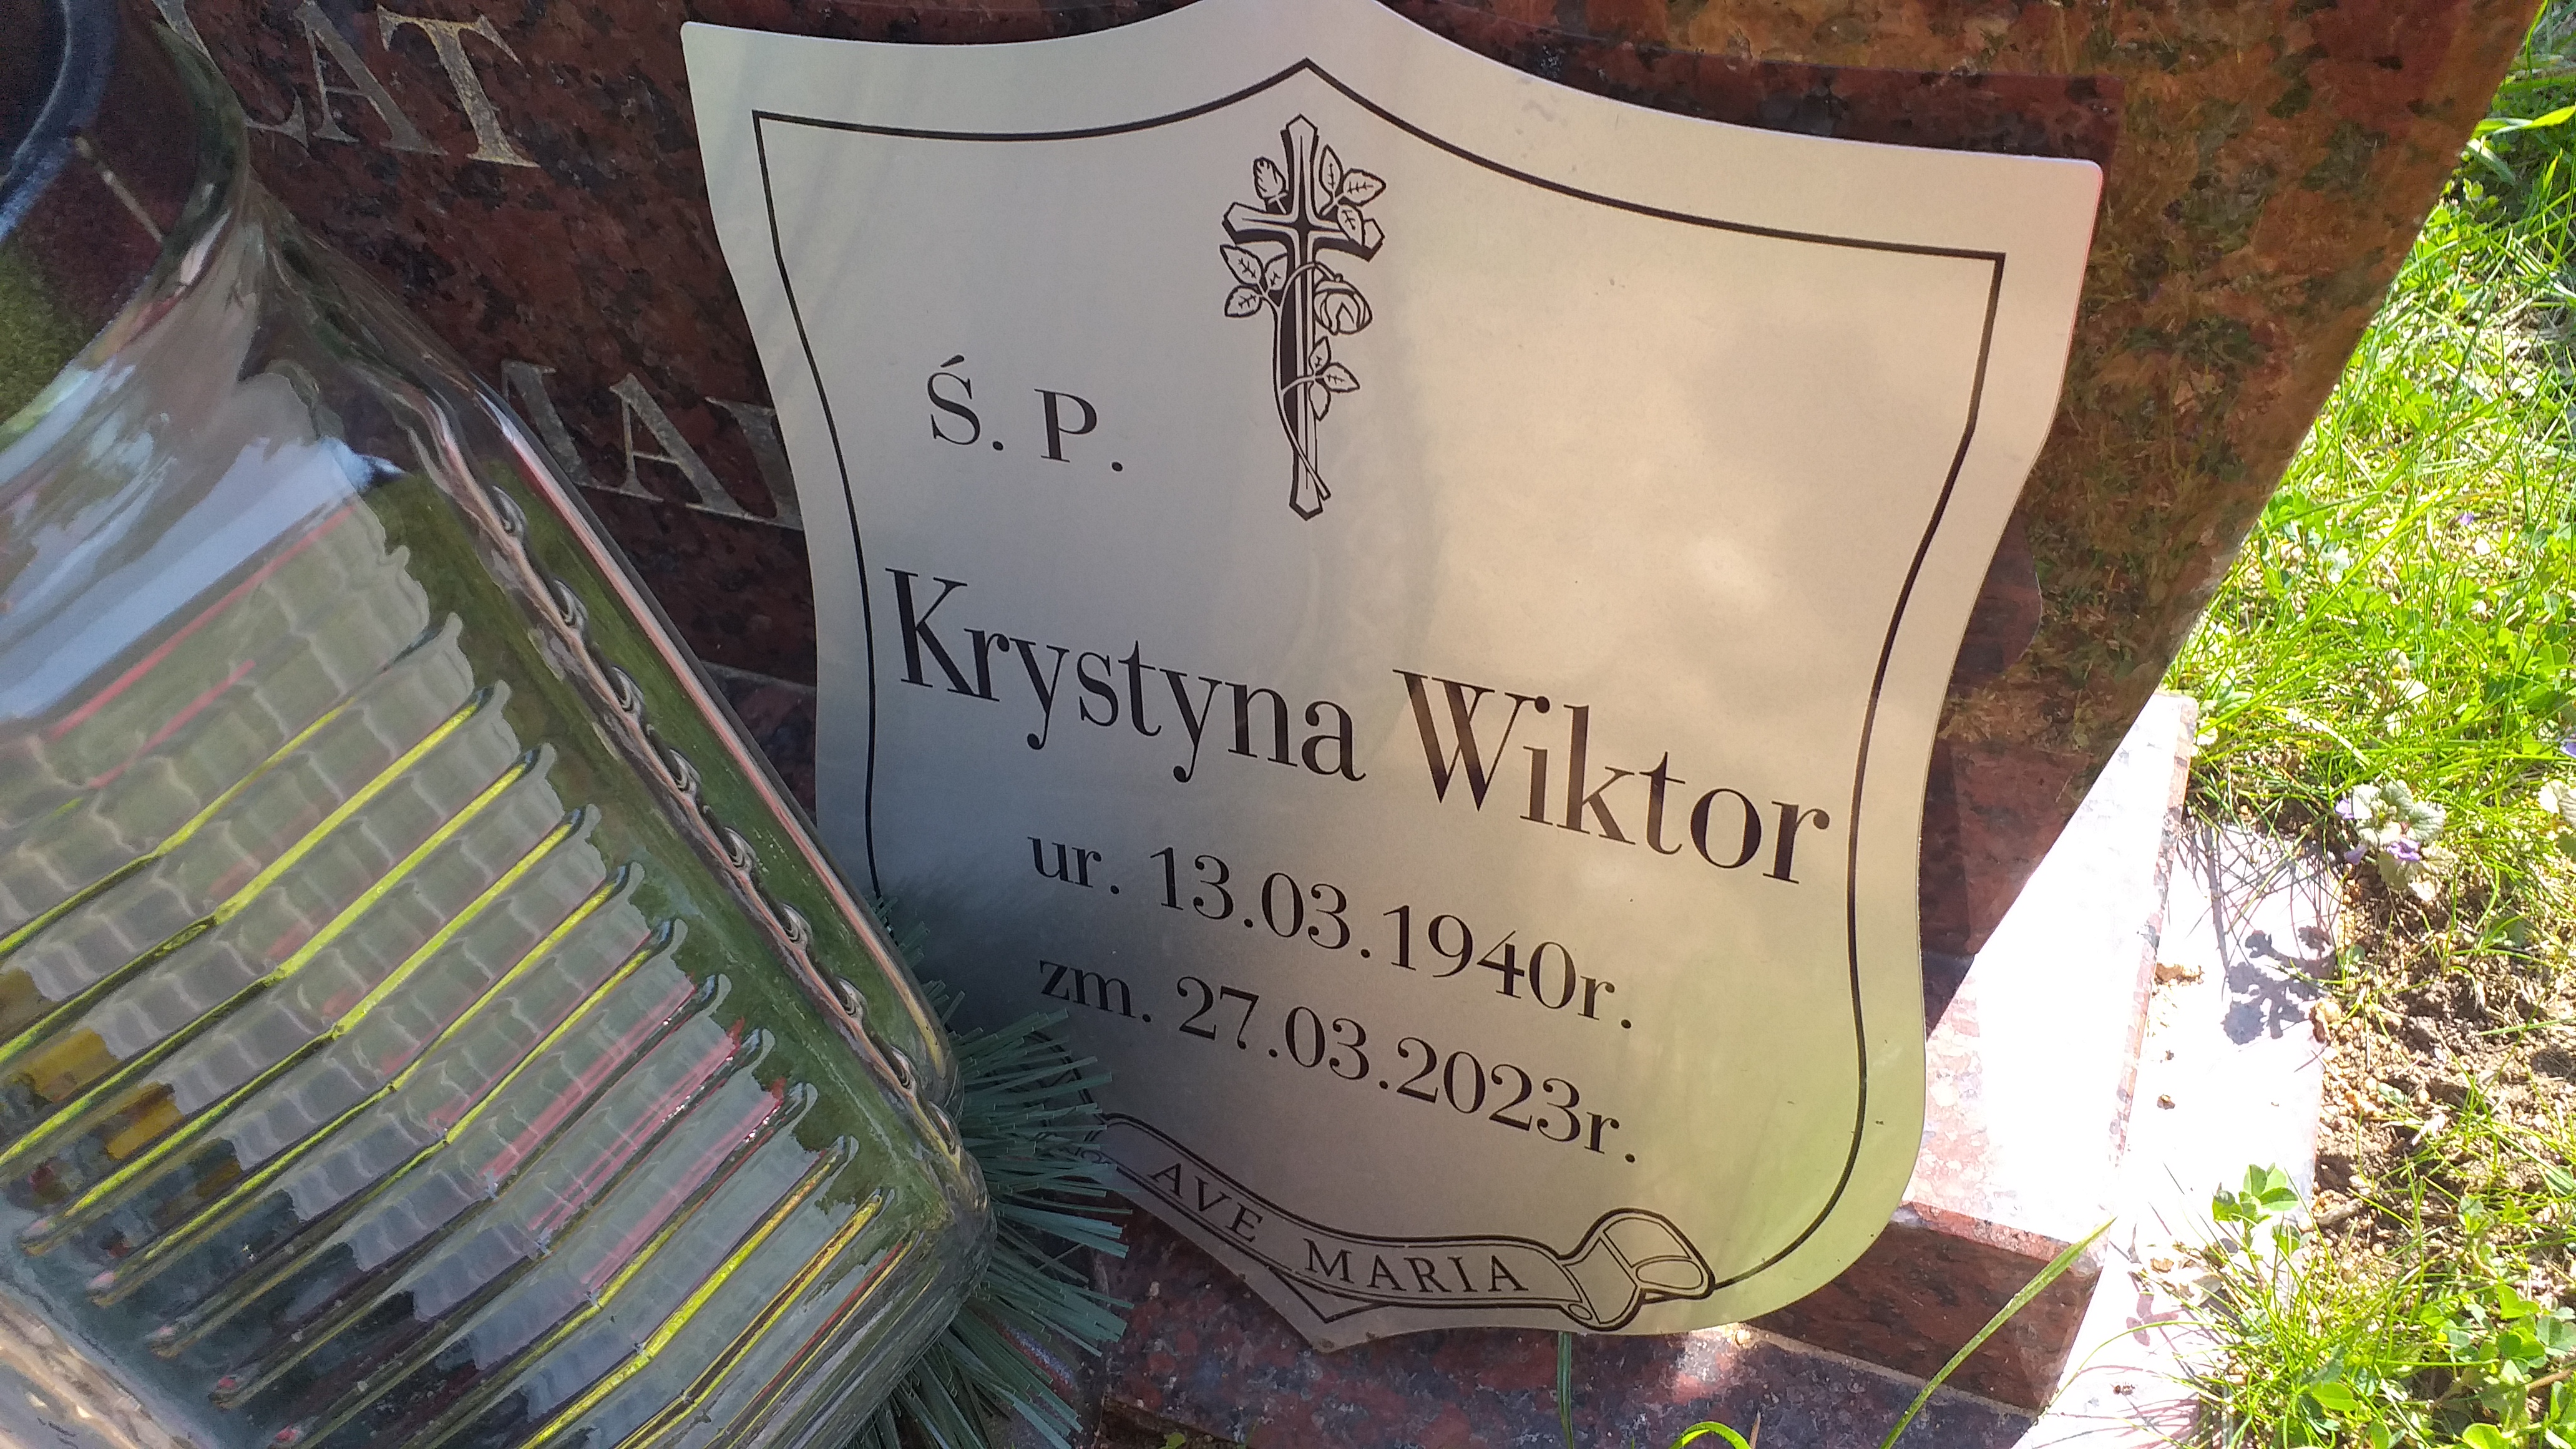 LAT
Ś. P.
Krystyna Wiktor
ur. 13.03.1940r.
zm. 27.03.2023r.
AVE MARIA